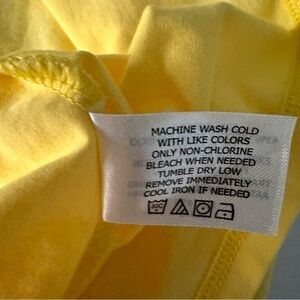 MACHINE WASH COLD
WITH LIKE COLORS
ONLY NON-CHLORINE
BLEACH WHEN NEEDED
TUMBLE DRY LOW
REMOVE IMMEDIATELY
COOL IRON IF NEEDED
30C